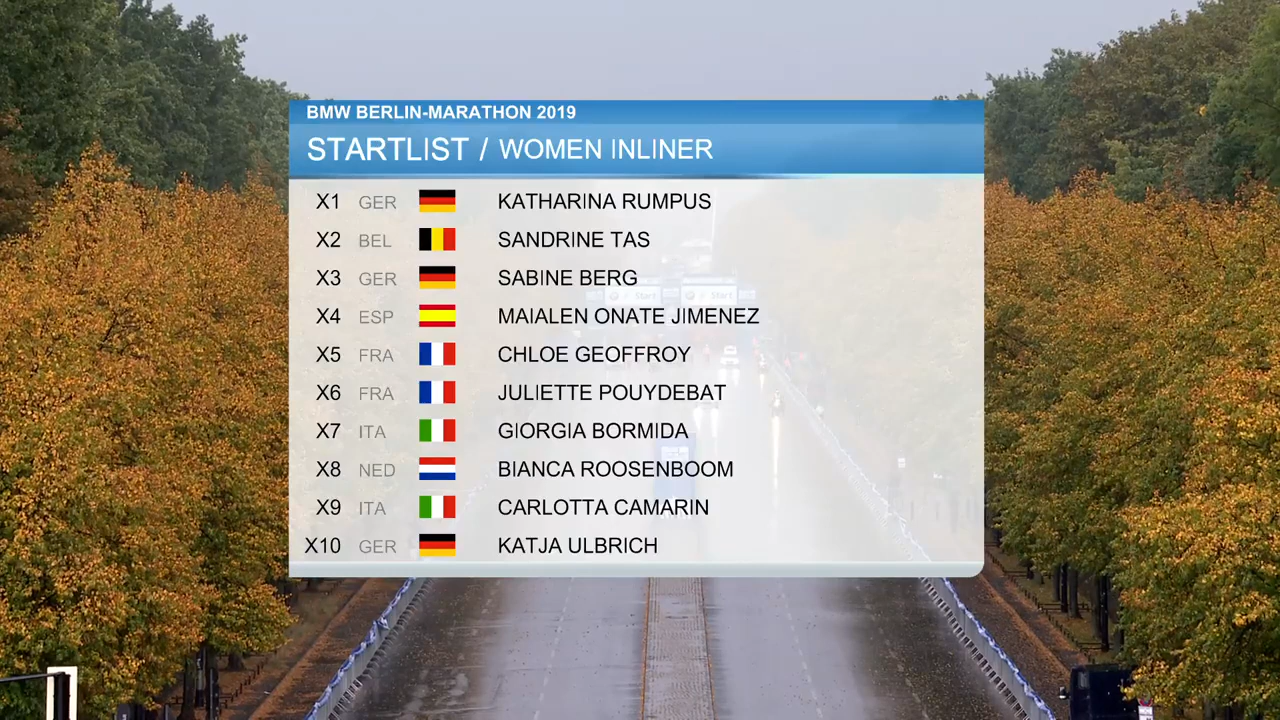 BMW BERLIN-MARATHON 2019
STARTLIST / WOMEN INLINER
X1 GER KATHARINA RUMPUS
X2 BEL SANDRINE TAS
X3 GER SABINE BERG
X4 ESP MAIALEN ONATE JIMENEZ
X5 FRA CHLOE GEOFFROY
X6 FRA JULIETTE POUYDEBAT
X7 ITA GIORGIA BORMIDA
X8 NED BIANCA ROOSENBOOM
X9 ITA CARLOTTA CAMARIN
X10 GER KATJA ULBRICH
Start Start